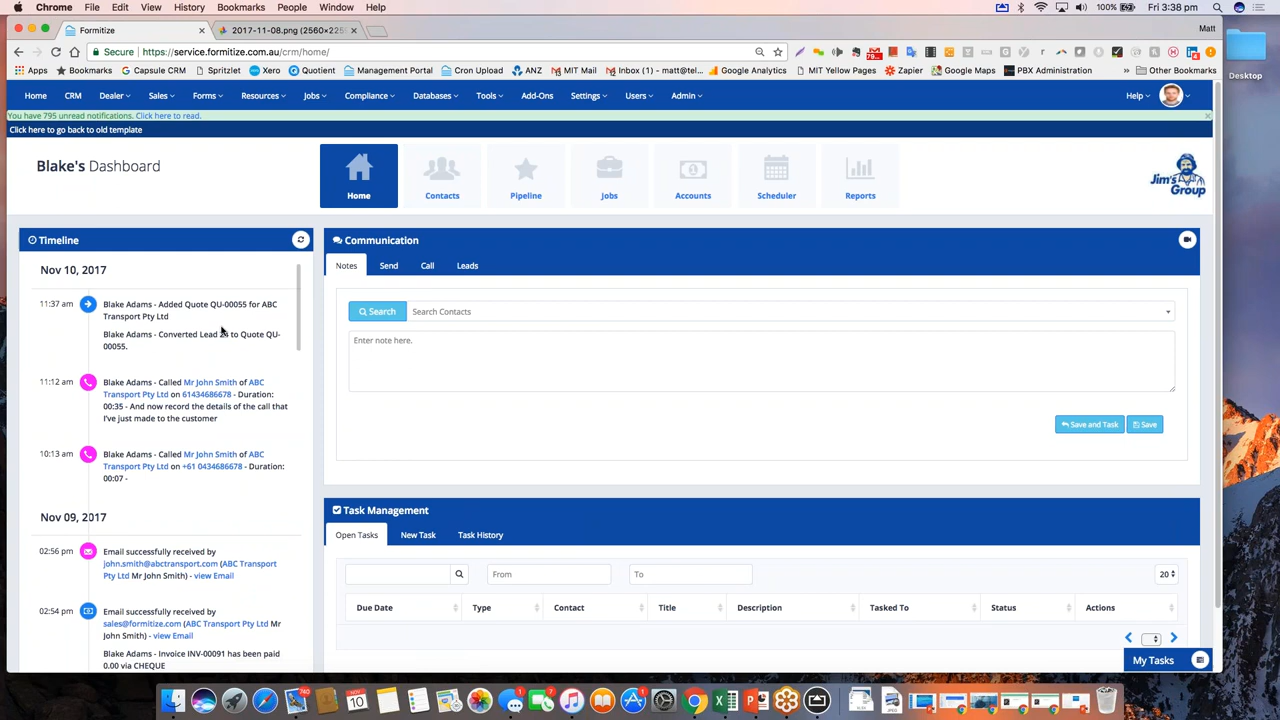 Chrome File Edit View History Bookmarks People Window Help 100% Fri 3:38 pm
Formitize 2017-11-08.png (2560×225 Matt
Secure https://service.formitize.com.au/crm/home/
Apps Bookmarks Capsule CRM Spritzlet Xero Quotient Management Portal Cron Upload ANZ MIT Mail Inbox (1) - matt@tel... Google Analytics MIT Yellow Pages Zapier Google Maps PBX Administration » Other Bookmarks
Desktop
Home CRM Dealer Sales Forms Resources Jobs Compliance Databases Tools Add-Ons Settings Users Admin Help
You have 795 unread notifications. Click here to read.
Click here to go back to old template
Blake's Dashboard
Home Contacts Pipeline Jobs Accounts Scheduler Reports
Jim's Group
Timeline
Nov 10, 2017
11:37 am Blake Adams - Added Quote QU-00055 for ABC
Transport Pty Ltd
Blake Adams - Converted Lead to Quote QU-
00055.
11:12 am Blake Adams - Called Mr John Smith of ABC
Transport Pty Ltd on 61434686678 - Duration:
00:35 - And now record the details of the call that
I've just made to the customer
10:13 am Blake Adams - Called Mr John Smith of ABC
Transport Pty Ltd on +61 0434686678 - Duration:
00:07 -
Nov 09, 2017
02:56 pm Email successfully received by
john.smith@abctransport.com (ABC Transport
Pty Ltd Mr John Smith) - view Email
02:54 pm Email successfully received by
sales@formitize.com (ABC Transport Pty Ltd Mr
John Smith) - view Email
Blake Adams - Invoice INV-00091 has been paid
0.00 via CHEQUE
Communication
Notes Send Call Leads
Search Search Contacts
Enter note here.
Save and Task Save
Task Management
Open Tasks New Task Task History
From To 20
Due Date Type Contact Title Description Tasked To Status Actions
My Tasks